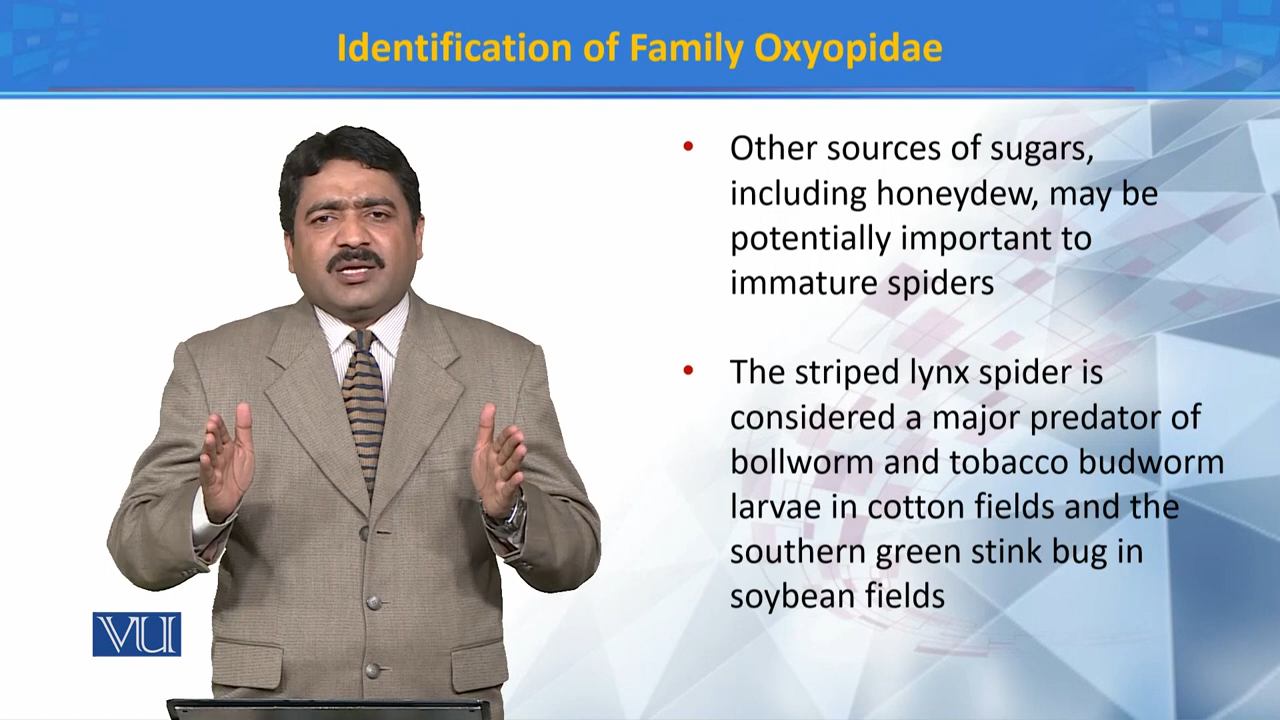 Identification of Family Oxyopidae
• Other sources of sugars,
including honeydew, may be
potentially important to
immature spiders
• The striped lynx spider is
considered a major predator of
bollworm and tobacco budworm
larvae in cotton fields and the
southern green stink bug in
soybean fields
VU